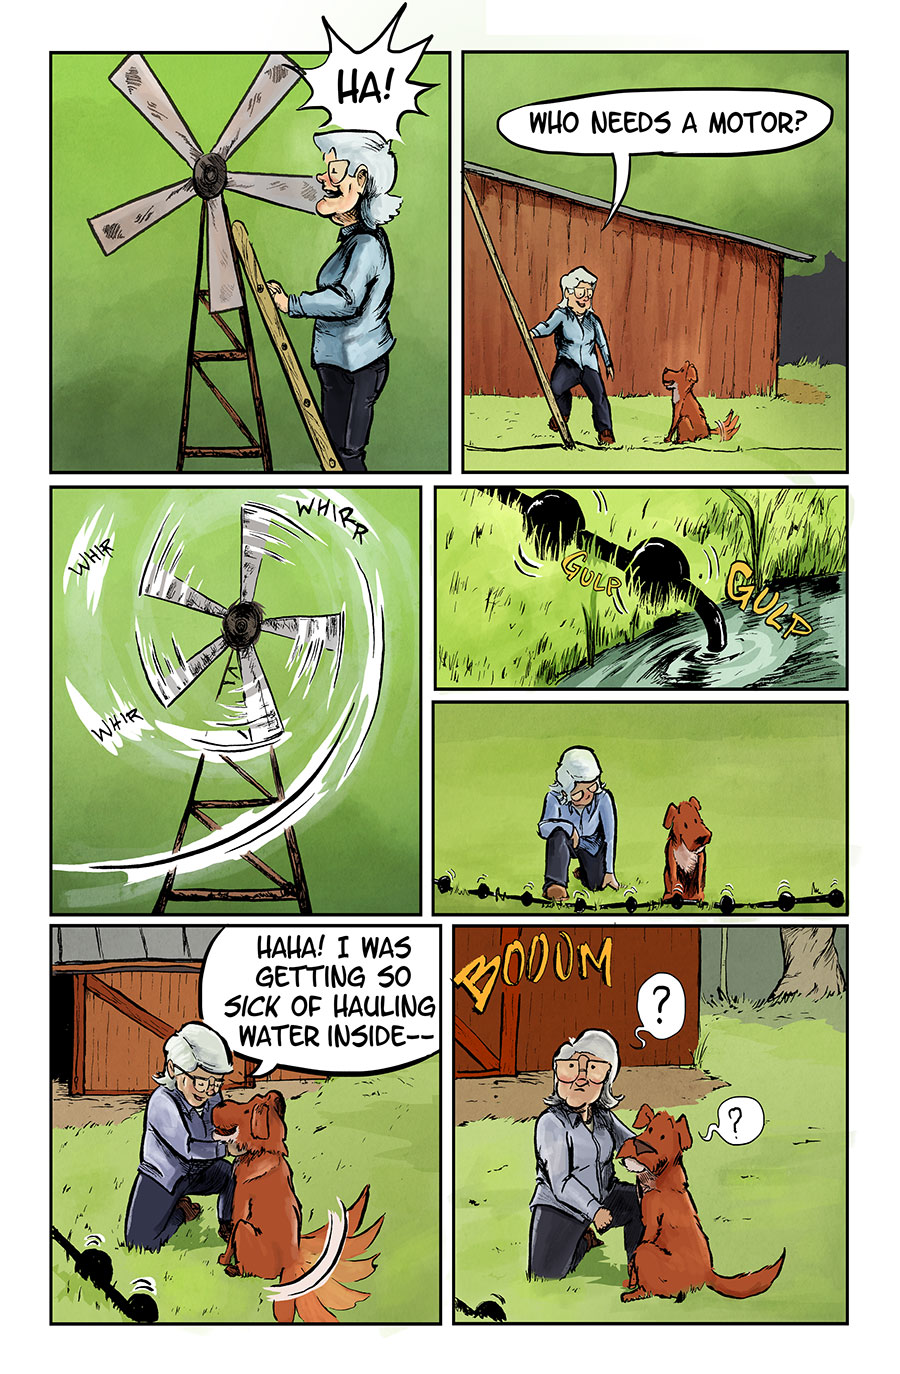 HA!
WHO NEEDS A MOTOR?
WHIR
WHIRR
WHIR
GULP
GULP
HAHA! I WAS
GETTING SO
SICK OF HAULING
WATER INSIDE--
BOOOM
?
?